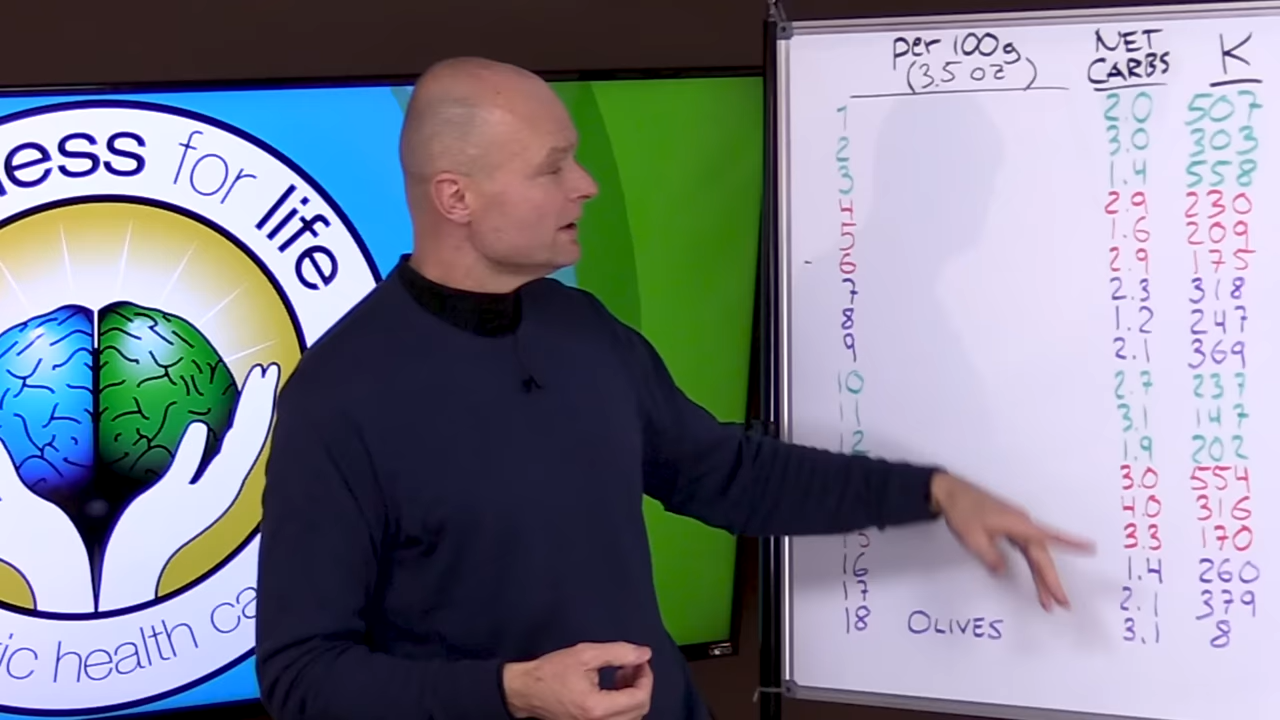 ness for life
ic health ca
per 100g
(3.5 oz)
NET CARBS K
1 2.0 507
2 3.0 303
3 1.4 558
4 2.9 230
5 1.6 209
6 2.9 175
7 2.3 318
8 1.2 247
9 2.1 369
10 2.7 237
11 3.1 147
12 1.9 202
3.0 554
4.0 316
15 3.3 170
16 1.4 260
17 2.1 379
18 OLIVES 3.1 8
VIZIO